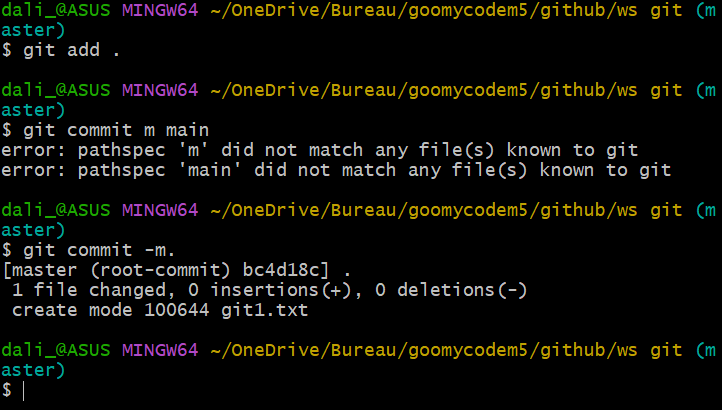 dali_@ASUS MINGW64 ~/OneDrive/Bureau/goomycodem5/github/ws git (m
aster)
$ git add .
dali_@ASUS MINGW64 ~/OneDrive/Bureau/goomycodem5/github/ws git (m
aster)
$ git commit m main
error: pathspec 'm' did not match any file(s) known to git
error: pathspec 'main' did not match any file(s) known to git
dali_@ASUS MINGW64 ~/OneDrive/Bureau/goomycodem5/github/ws git (m
aster)
$ git commit -m.
[master (root-commit) bc4d18c] .
 1 file changed, 0 insertions(+), 0 deletions(-)
 create mode 100644 git1.txt
dali_@ASUS MINGW64 ~/OneDrive/Bureau/goomycodem5/github/ws git (m
aster)
$